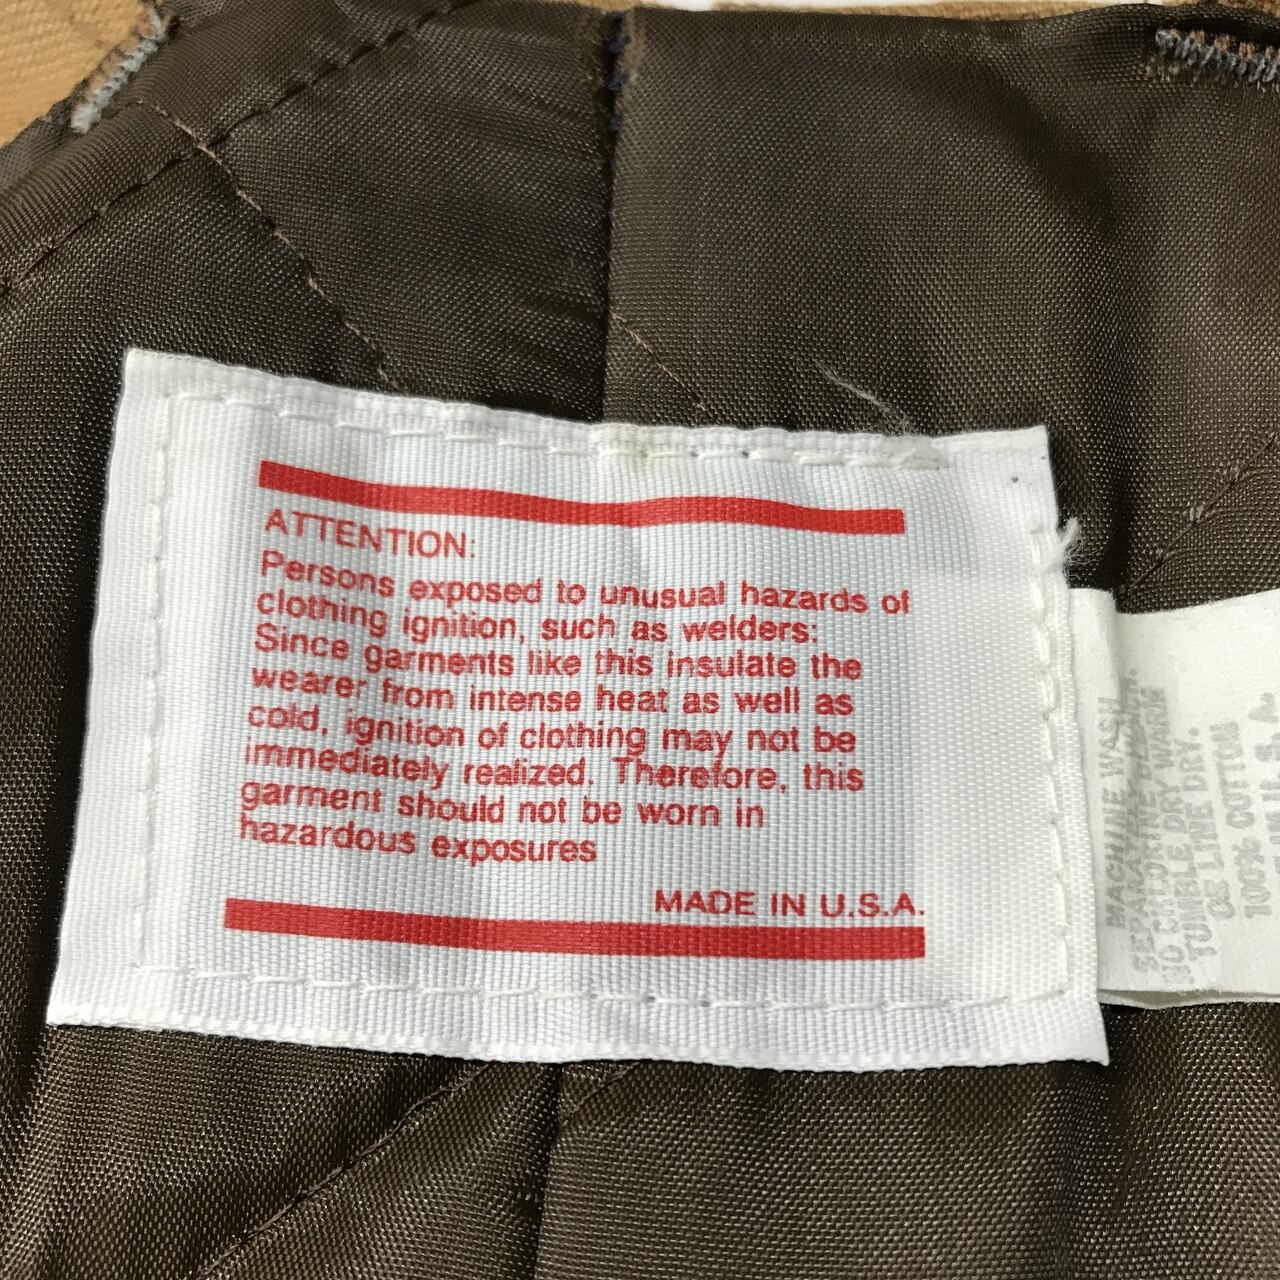 ATTENTION:
Persons exposed to unusual hazards of
clothing ignition, such as welders:
Since garments like this insulate the
wearer from intense heat as well as
cold, ignition of clothing may not be
immediately realized. Therefore, this
garment should not be worn in
hazardous exposures
MADE IN U.S.A.
MACHINE WASH
SEPARATE
NO CHLORINE BLEACH.
TUMBLE DRY WARM
OR LINE DRY.
100% COTTON
U.S.A.